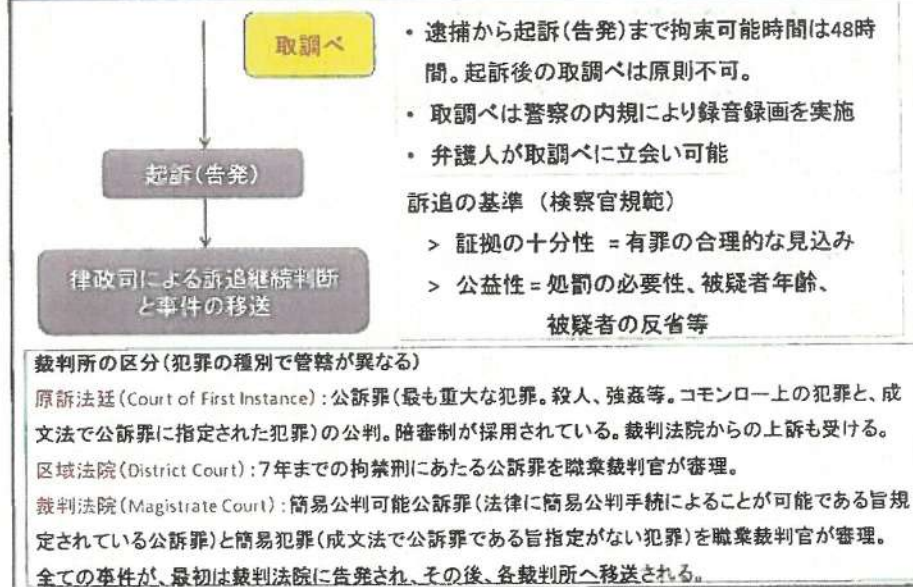 取調べ
・ 逮捕から起訴(告発)まで拘束可能時間は48時
間。起訴後の取調べは原則不可。
・ 取調べは警察の内規により録音録画を実施
・ 弁護人が取調べに立会い可能
起訴(告発)
訴追の基準 (検察官規範)
> 証拠の十分性 =有罪の合理的な見込み
> 公益性=処罰の必要性、被疑者年齢、
被疑者の反省等
律政司による訴追継続判断
と事件の移送
裁判所の区分(犯罪の種別で管轄が異なる)
原訴法廷(Court of First Instance):公訴罪(最も重大な犯罪。殺人、強姦等。コモンロー上の犯罪と、成
文法で公訴罪に指定された犯罪)の公判。陪審制が採用されている。裁判法院からの上訴も受ける。
区域法院(District Court):7年までの拘禁刑にあたる公訴罪を職業裁判官が審理。
裁判法院(Magistrate Court):簡易公判可能公訴罪(法律に簡易公判手続によることが可能である旨規
定されている公訴罪)と簡易犯罪(成文法で公訴罪である旨指定がない犯罪)を職業裁判官が審理。
全ての事件が、最初は裁判法院に告発され、その後、各裁判所へ移送される。